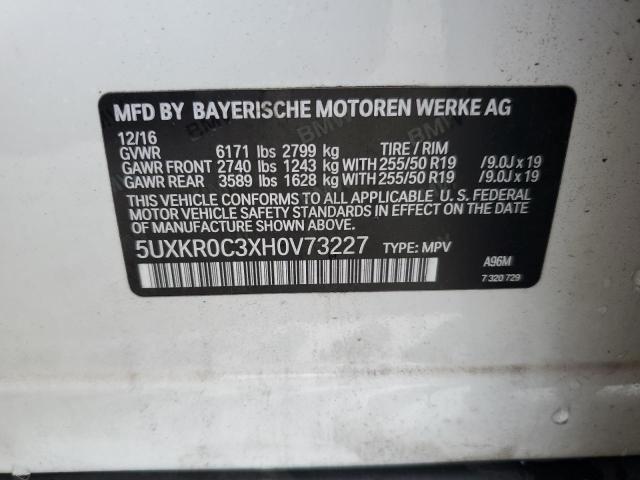 MFD BY BAYERISCHE MOTOREN WERKE AG
12/16
GVWR 6171 lbs 2799 kg TIRE / RIM
GAWR FRONT 2740 lbs 1243 kg WITH 255/50 R19 /9.0J x 19
GAWR REAR 3589 lbs 1628 kg WITH 255/50 R19 /9.0J x 19
THIS VEHICLE CONFORMS TO ALL APPLICABLE U. S. FEDERAL
MOTOR VEHICLE SAFETY STANDARDS IN EFFECT ON THE DATE
OF MANUFACTURE SHOWN ABOVE.
5UXKR0C3XH0V73227 TYPE: MPV
A96M
7 320 729